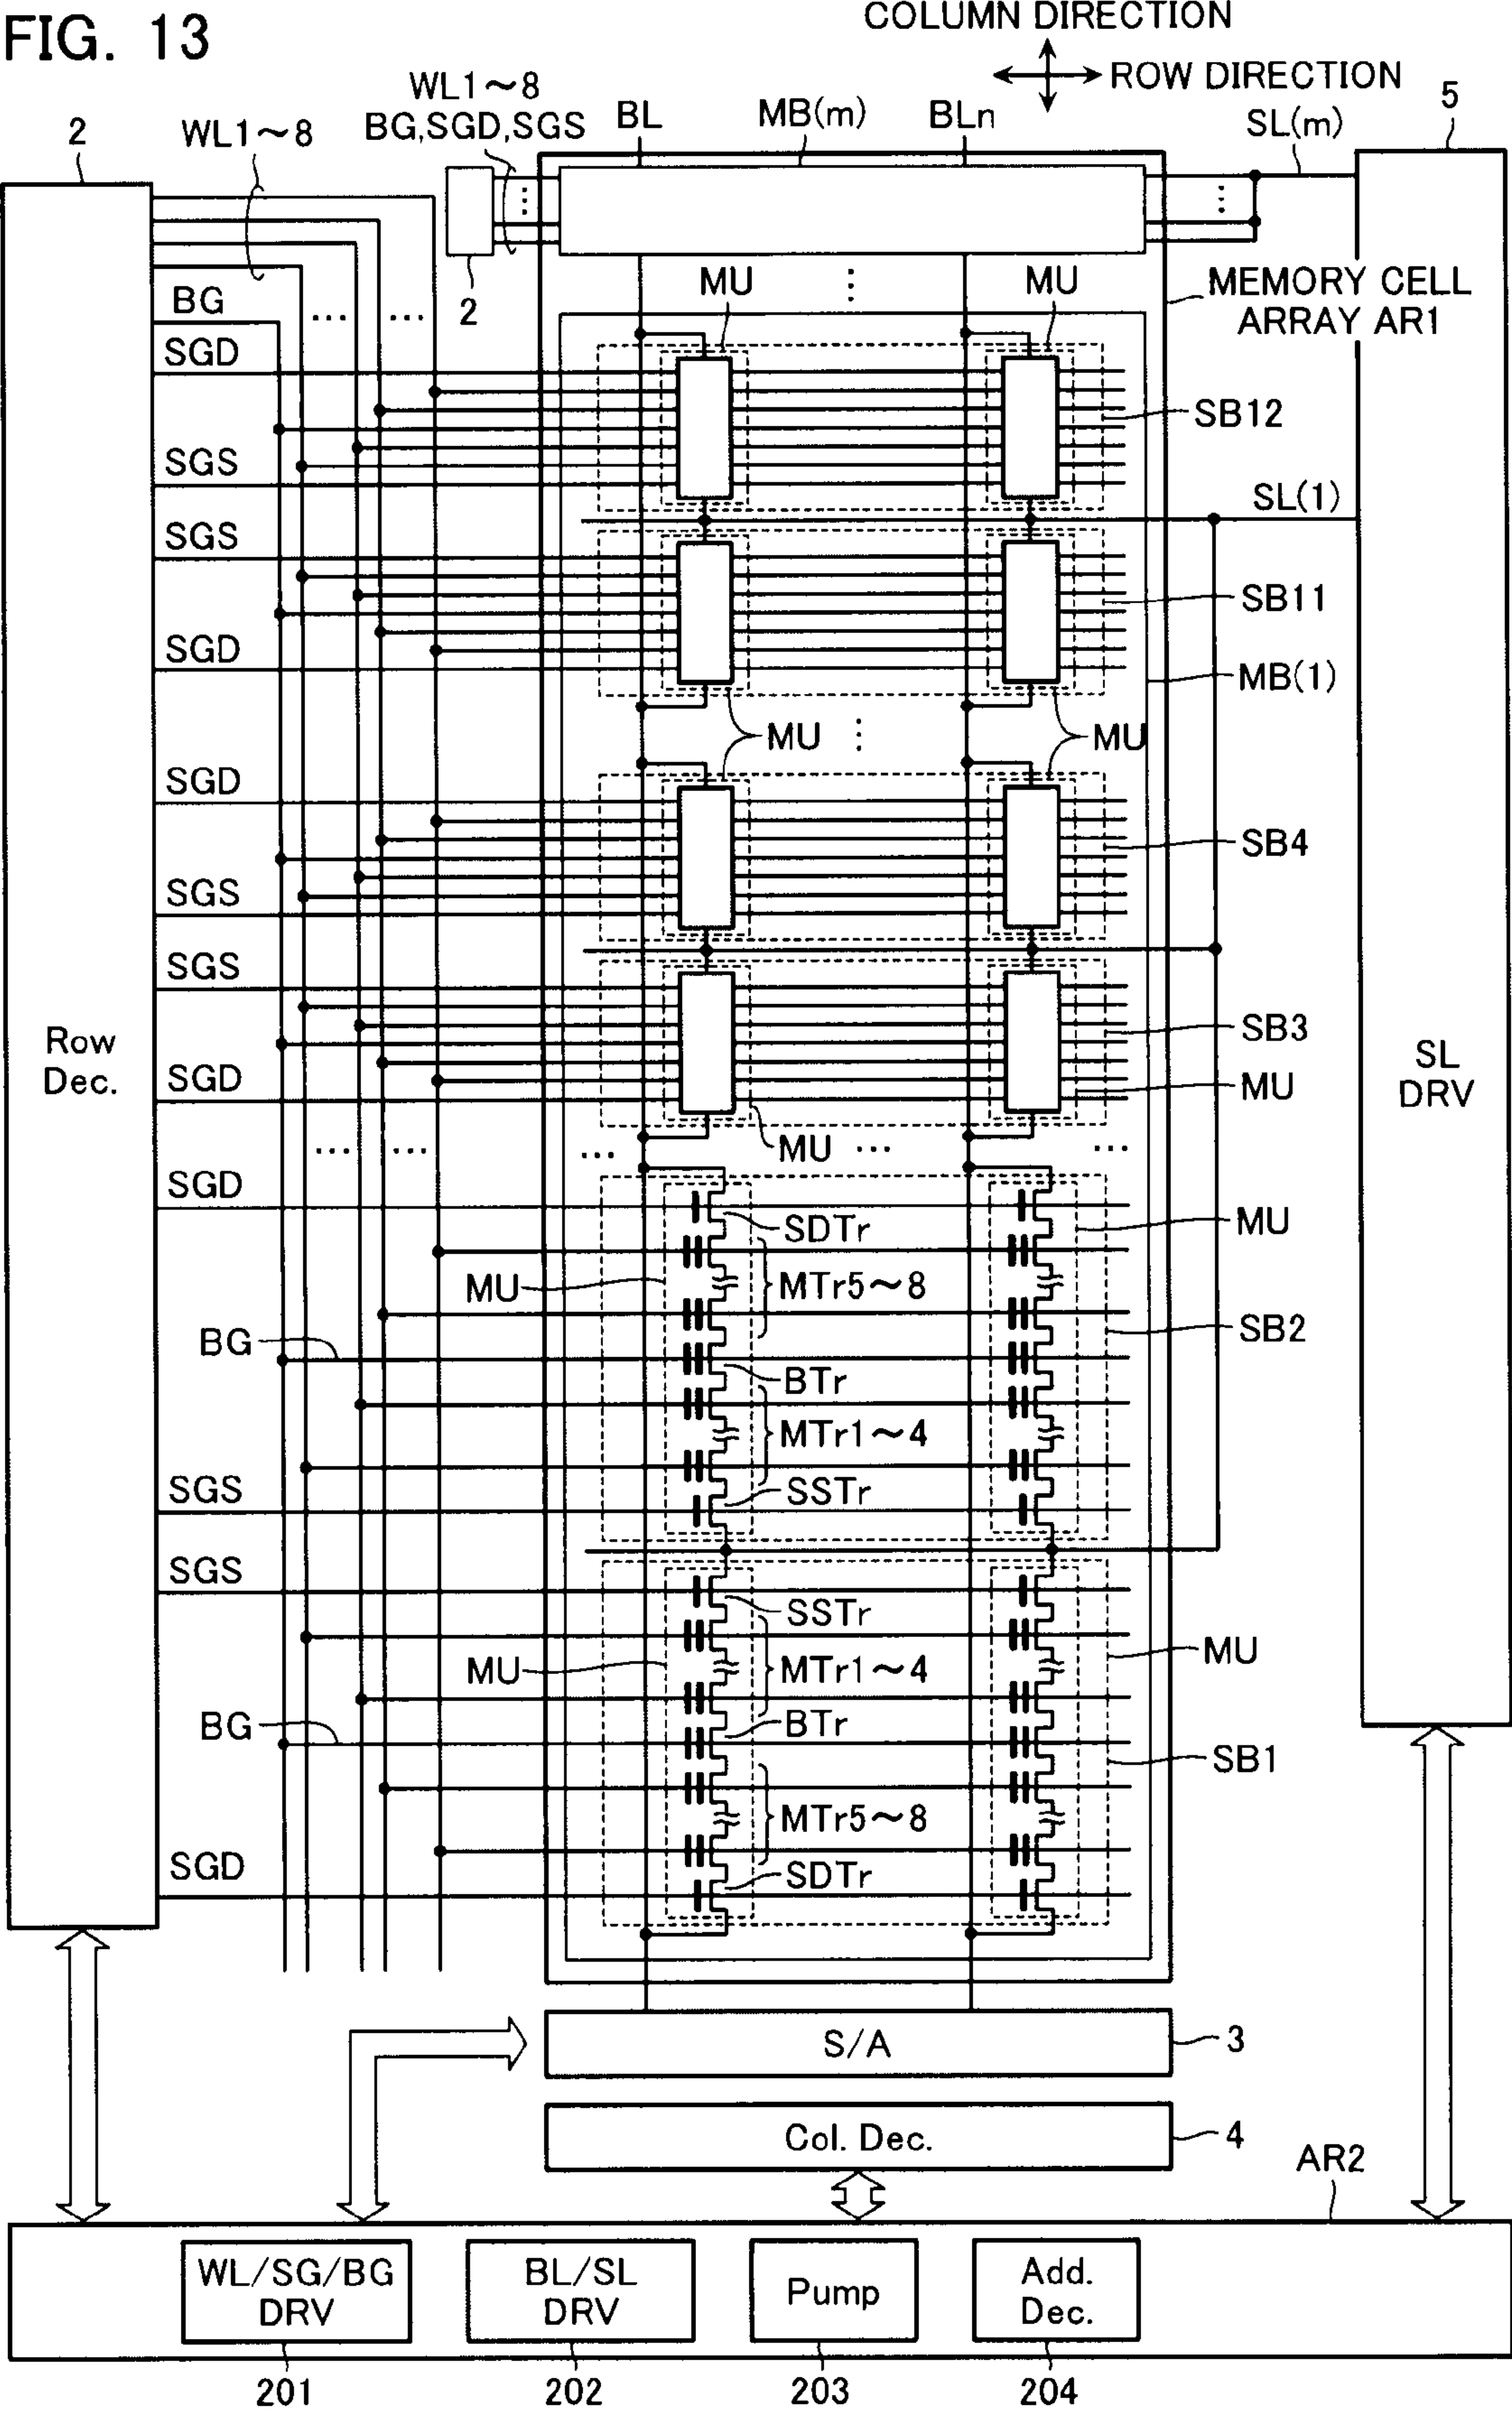 FIG. 13
COLUMN DIRECTION
ROW DIRECTION
WL1~8
BG,SGD,SGS
BL
MB(m)
BLn
SL(m)
5
2
WL1~8
2
MU
MU
MEMORY CELL
ARRAY AR1
BG
SGD
SB12
SGS
SL(1)
SGS
SB11
SGD
MB(1)
MU
MU
SGD
SB4
SGS
SGS
SB3
Row
Dec.
SL
DRV
SGD
MU
MU
SGD
SDTr
MU
MU
MTr5~8
SB2
BG
BTr
MTr1~4
SGS
SSTr
SGS
SSTr
MU
MTr1~4
MU
BG
BTr
SB1
MTr5~8
SGD
SDTr
S/A
3
Col. Dec.
4
AR2
WL/SG/BG
DRV
BL/SL
DRV
Pump
Add.
Dec.
201
202
203
204